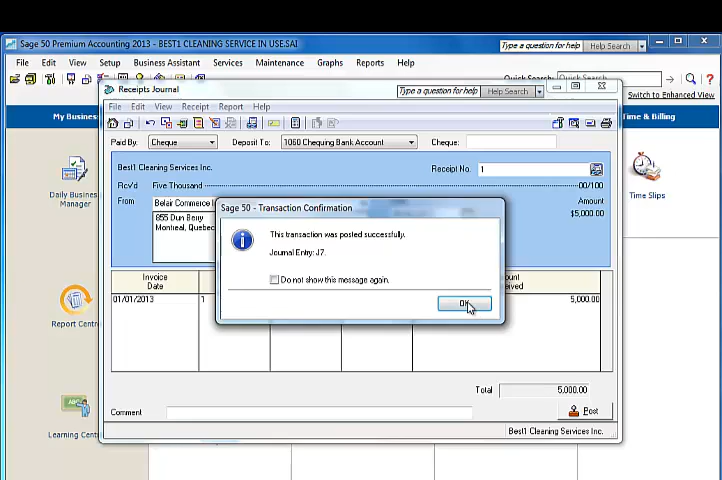 Sage 50 Premium Accounting 2013 - BEST1 CLEANING SERVICE IN USE.SAI
Type a question for help Help Search
File Edit View Setup Business Assistant Services Maintenance Graphs Reports Help
Quick Search:
Switch to Enhanced View
My Busine
Time & Billing
Receipts Journal
Type a question for help Help Search
File Edit View Receipt Report Help
Paid By: Cheque Deposit To: 1060 Chequing Bank Account Cheque:
Best1 Cleaning Services Inc. Receipt No. 1
Rcv'd Five Thousand 00/100
From Belair Commerce Amount
$5,000.00
855 Dun Berry
Montreal, Quebec
Sage 50 - Transaction Confirmation
This transaction was posted successfully.
Journal Entry: J7.
Do not show this message again.
OK
Invoice
Date
ount
eived
01/01/2013 1 5,000.00
Total 5,000.00
Comment Post
Best1 Cleaning Services Inc.
Daily Busines
Manager
Report Centr
Learning Cent
Time Slips